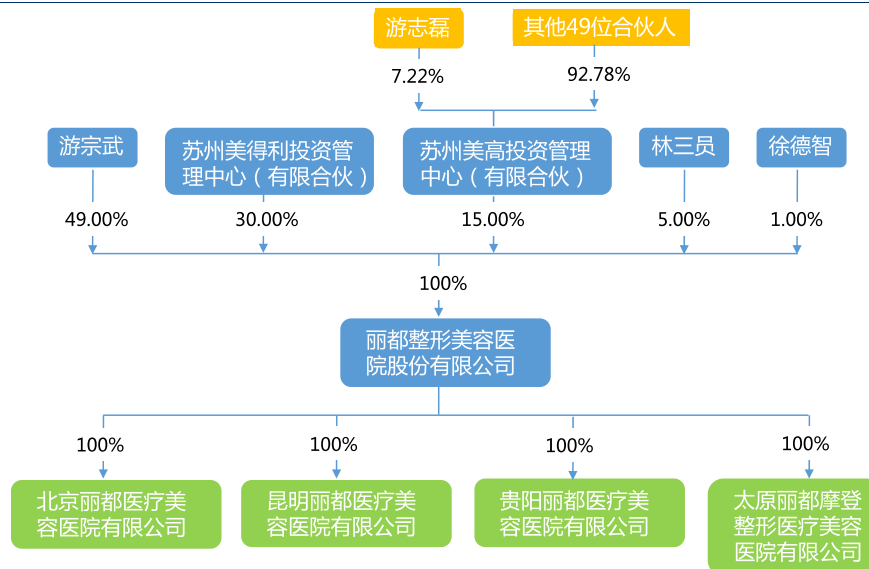 游志磊
其他49位合伙人
7.22%
92.78%
游宗武
苏州美得利投资管
理中心（有限合伙）
苏州美高投资管理
中心（有限合伙）
林三员
徐德智
49.00%
30.00%
15.00%
5.00%
1.00%
100%
丽都整形美容医
院股份有限公司
100%
100%
100%
100%
北京丽都医疗美
容医院有限公司
昆明丽都医疗美
容医院有限公司
贵阳丽都医疗美
容医院有限公司
太原丽都摩登
整形医疗美容
医院有限公司